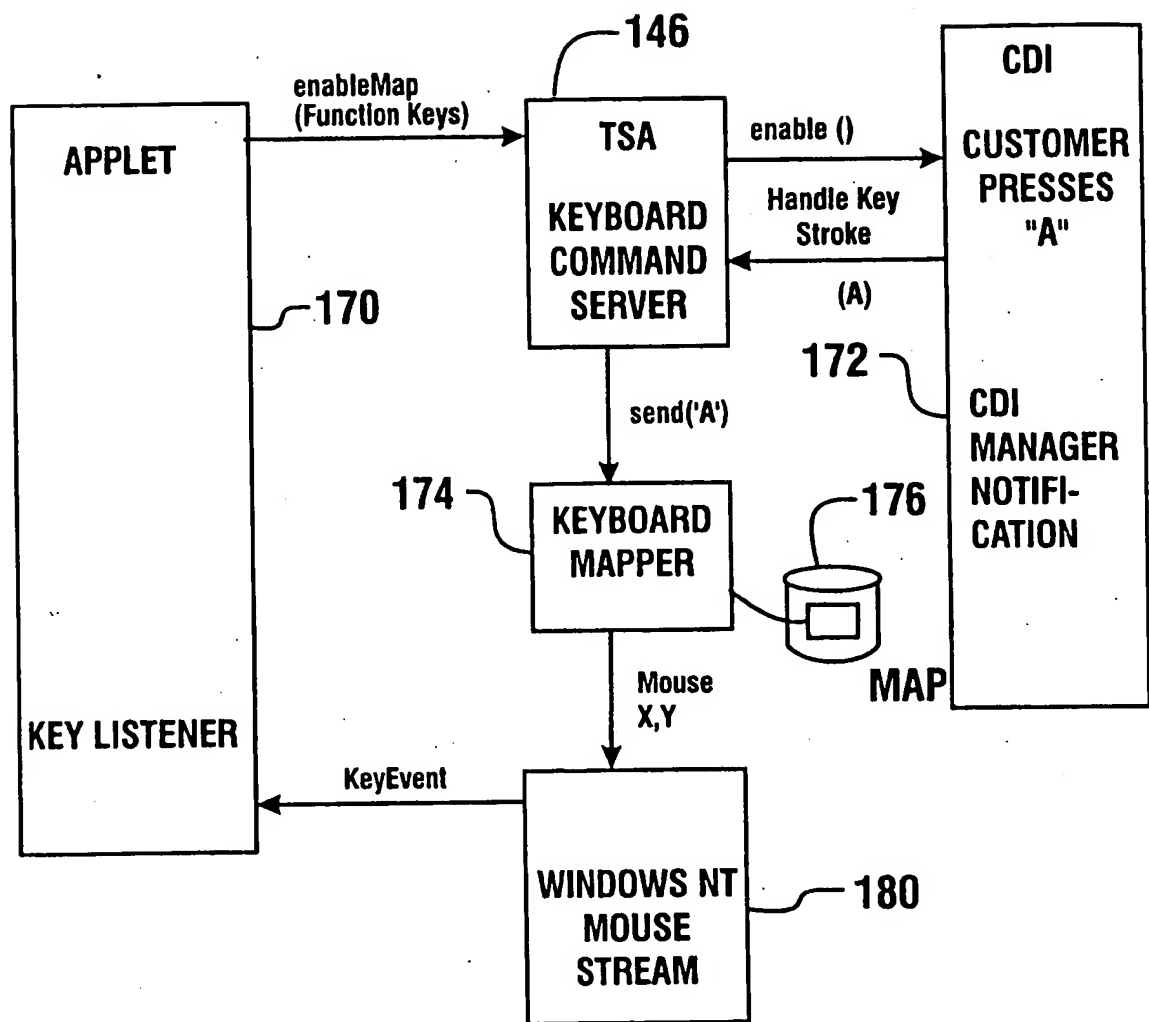 146
enableMap
(Function Keys)
APPLET
170
KEY LISTENER
TSA
KEYBOARD
COMMAND
SERVER
enable ()
Handle Key
Stroke
(A)
CDI
CUSTOMER
PRESSES
"A"
172
CDI
MANAGER
NOTIFI-
CATION
send('A')
174
KEYBOARD
MAPPER
176
MAP
Mouse
X,Y
KeyEvent
WINDOWS NT
MOUSE
STREAM
180